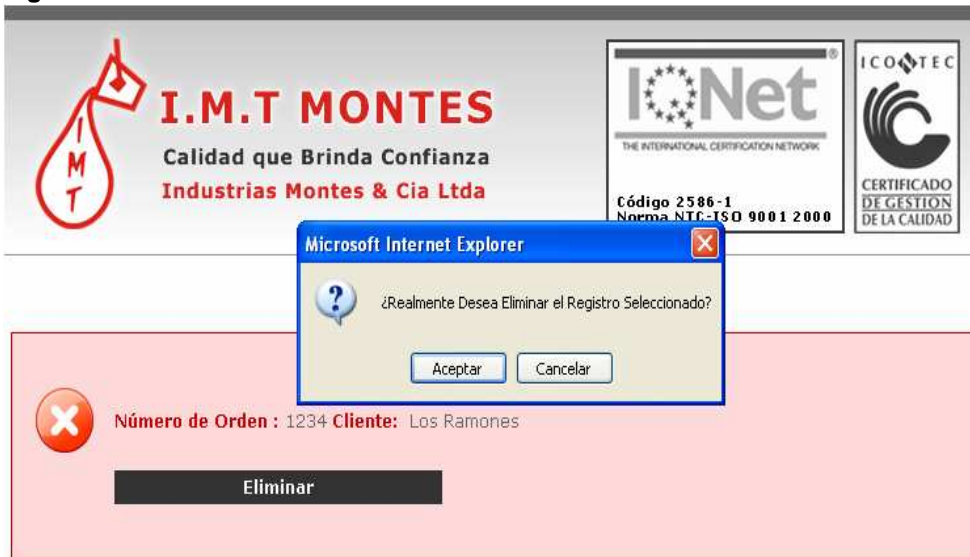 I.M.T MONTES
Calidad que Brinda Confianza
Industrias Montes & Cia Ltda
I
M
T
IQNet
®
THE INTERNATIONAL CERTIFICATION NETWORK
Código 2586-1
Norma NTC-ISO 9001 2000
ICONTEC
CERTIFICADO
DE GESTION
DE LA CALIDAD
Microsoft Internet Explorer
¿Realmente Desea Eliminar el Registro Seleccionado?
Aceptar Cancelar
Número de Orden : 1234 Cliente: Los Ramones
Eliminar